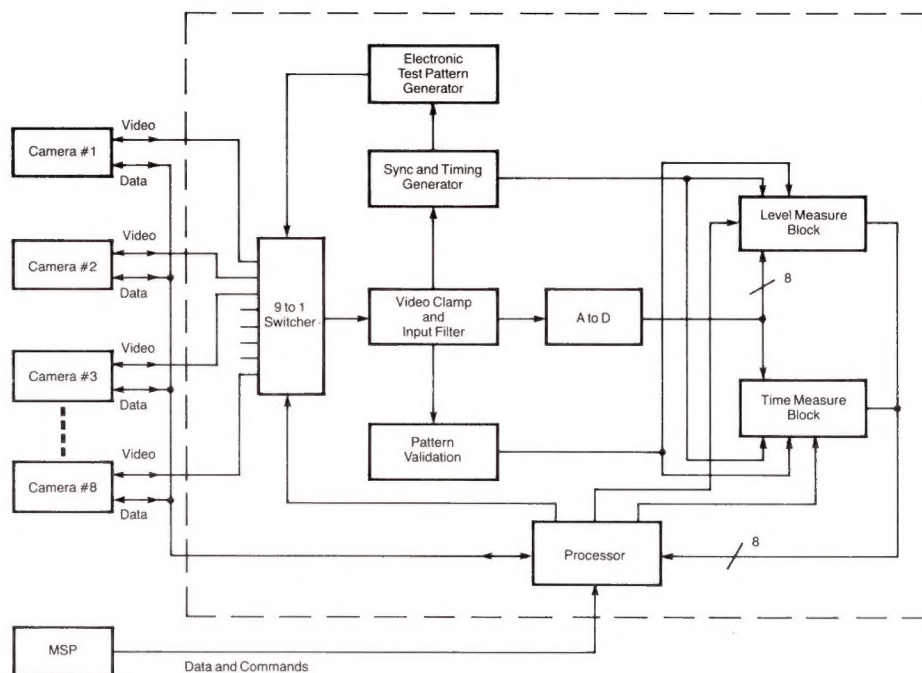 Electronic
Test Pattern
Generator
Video
Camera #1
Data
Sync and Timing
Generator
Level Measure
Block
Video
Camera #2
Data
8
9 to 1
Switcher
Video Clamp
and
Input Filter
A to D
Video
Camera #3
Data
Time Measure
Block
Pattern
Validation
Video
Camera #8
Data
Processor
8
MSP
Data and Commands